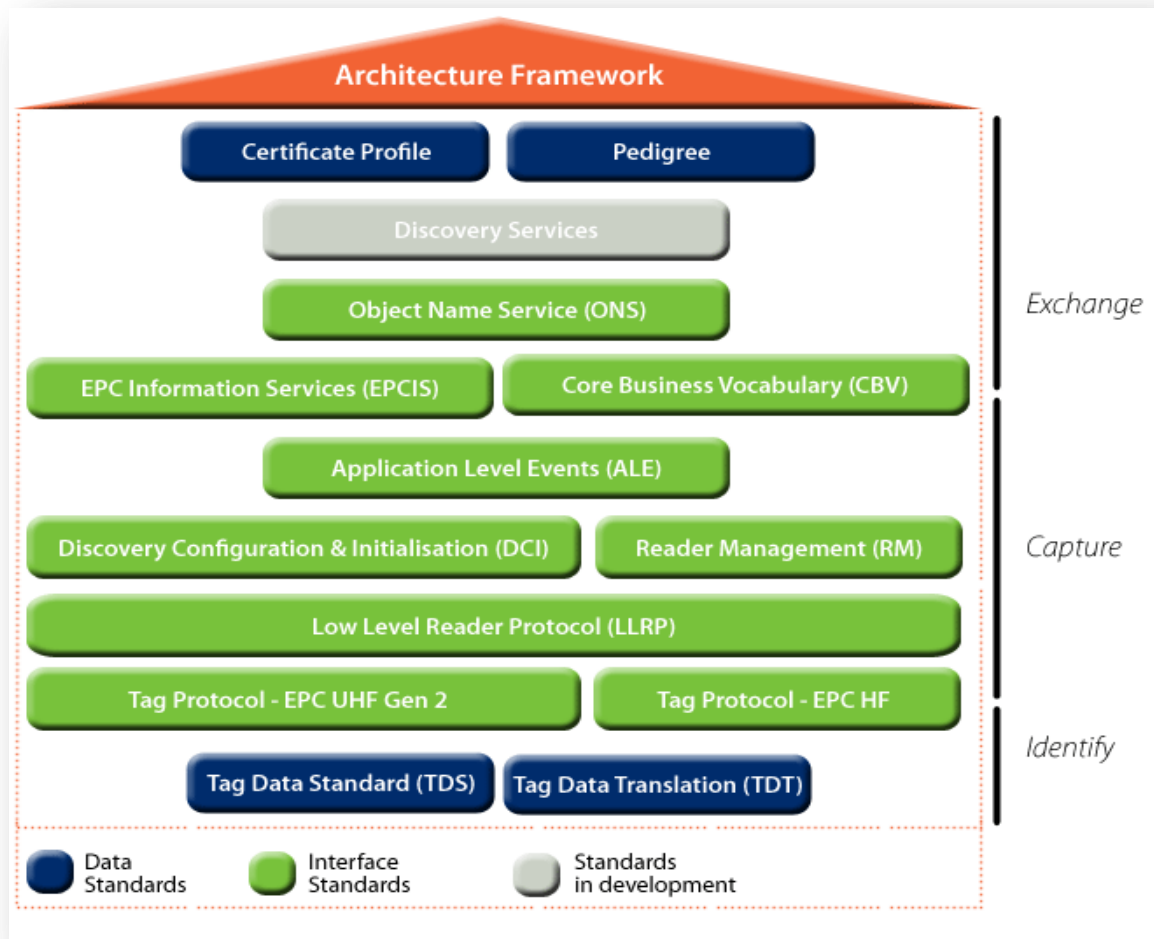 Architecture Framework
Certificate Profile
Pedigree
Discovery Services
Object Name Service (ONS)
Exchange
EPC Information Services (EPCIS)
Core Business Vocabulary (CBV)
Application Level Events (ALE)
Discovery Configuration & Initialisation (DCI)
Reader Management (RM)
Capture
Low Level Reader Protocol (LLRP)
Tag Protocol - EPC UHF Gen 2
Tag Protocol - EPC HF
Identify
Tag Data Standard (TDS)
Tag Data Translation (TDT)
Data
Standards
Interface
Standards
Standards
in development